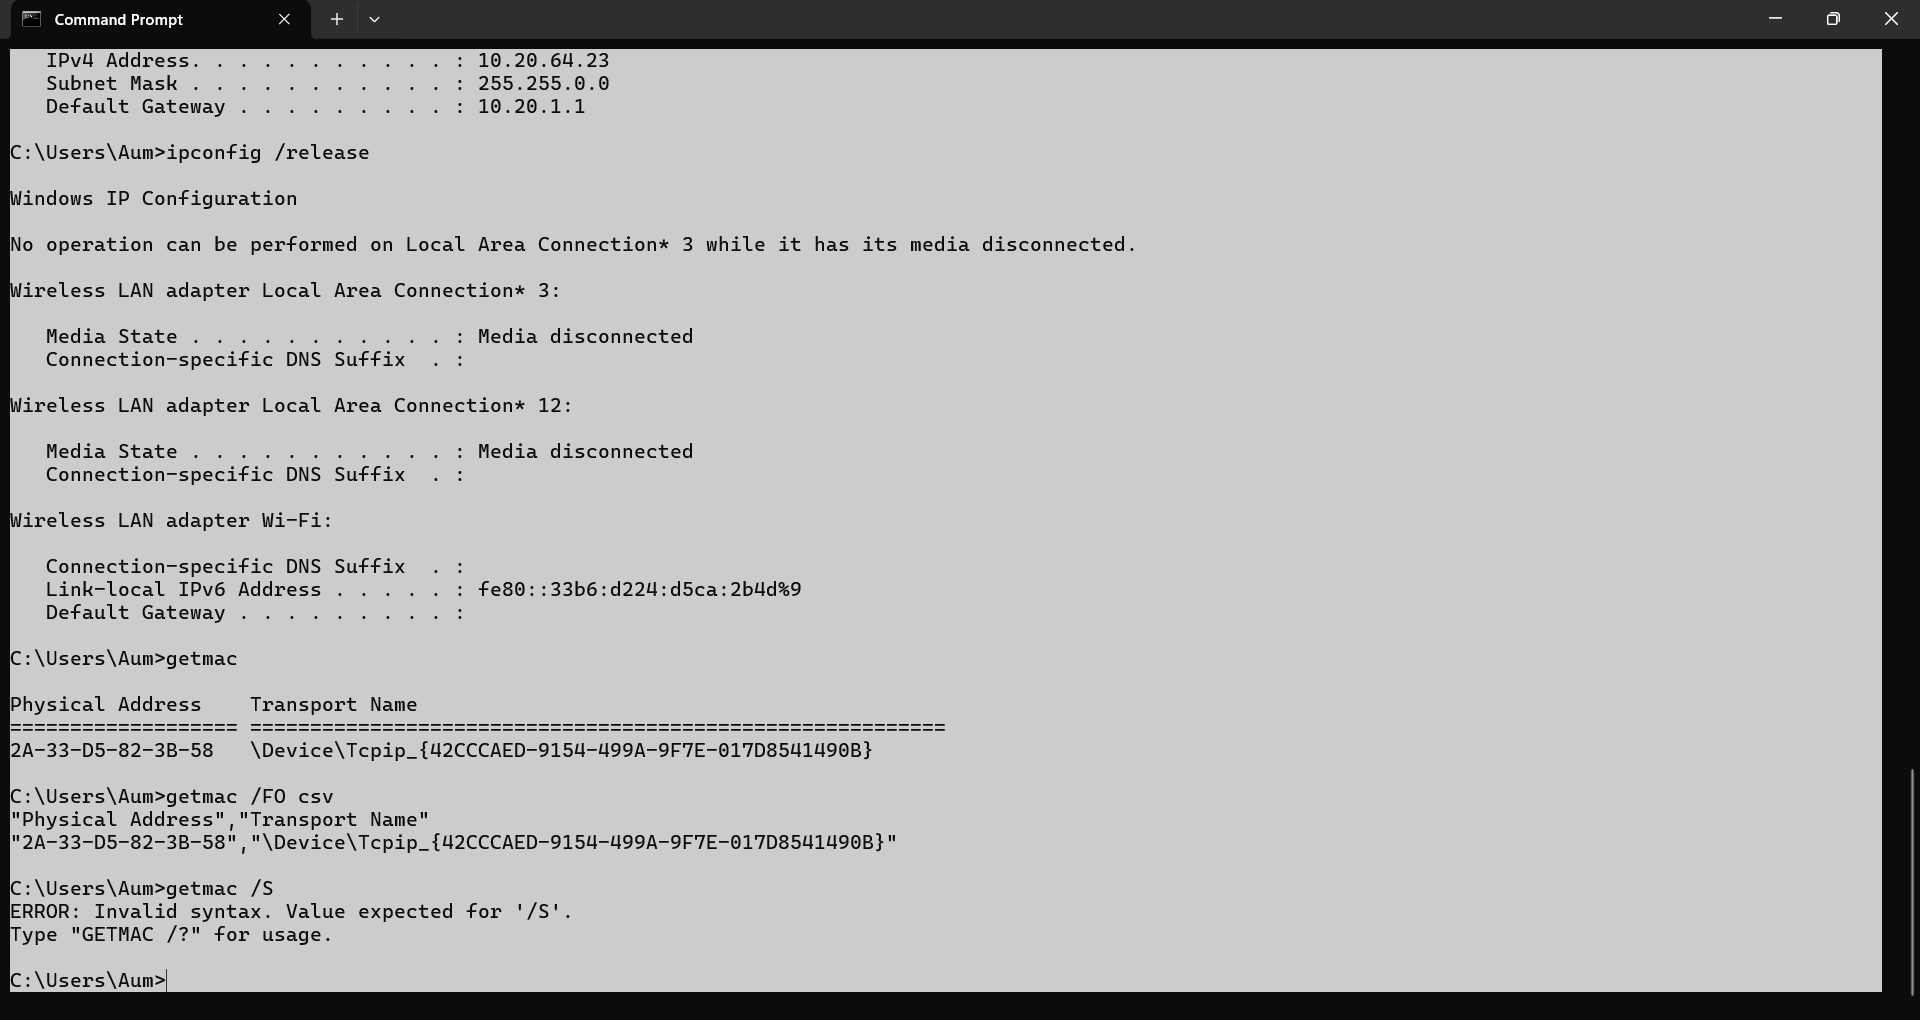 Command Prompt
   IPv4 Address. . . . . . . . . . . : 10.20.64.23
   Subnet Mask . . . . . . . . . . . : 255.255.0.0
   Default Gateway . . . . . . . . . : 10.20.1.1
C:\Users\Aum>ipconfig /release
Windows IP Configuration
No operation can be performed on Local Area Connection* 3 while it has its media disconnected.
Wireless LAN adapter Local Area Connection* 3:
   Media State . . . . . . . . . . . : Media disconnected
   Connection-specific DNS Suffix  . :
Wireless LAN adapter Local Area Connection* 12:
   Media State . . . . . . . . . . . : Media disconnected
   Connection-specific DNS Suffix  . :
Wireless LAN adapter Wi-Fi:
   Connection-specific DNS Suffix  . :
   Link-local IPv6 Address . . . . . : fe80::33b6:d224:d5ca:2b4d%9
   Default Gateway . . . . . . . . . :
C:\Users\Aum>getmac
Physical Address    Transport Name
=================== ==========================================================
2A-33-D5-82-3B-58   \Device\Tcpip_{42CCCAED-9154-499A-9F7E-017D8541490B}
C:\Users\Aum>getmac /FO csv
"Physical Address","Transport Name"
"2A-33-D5-82-3B-58","\Device\Tcpip_{42CCCAED-9154-499A-9F7E-017D8541490B}"
C:\Users\Aum>getmac /S
ERROR: Invalid syntax. Value expected for '/S'.
Type "GETMAC /?" for usage.
C:\Users\Aum>